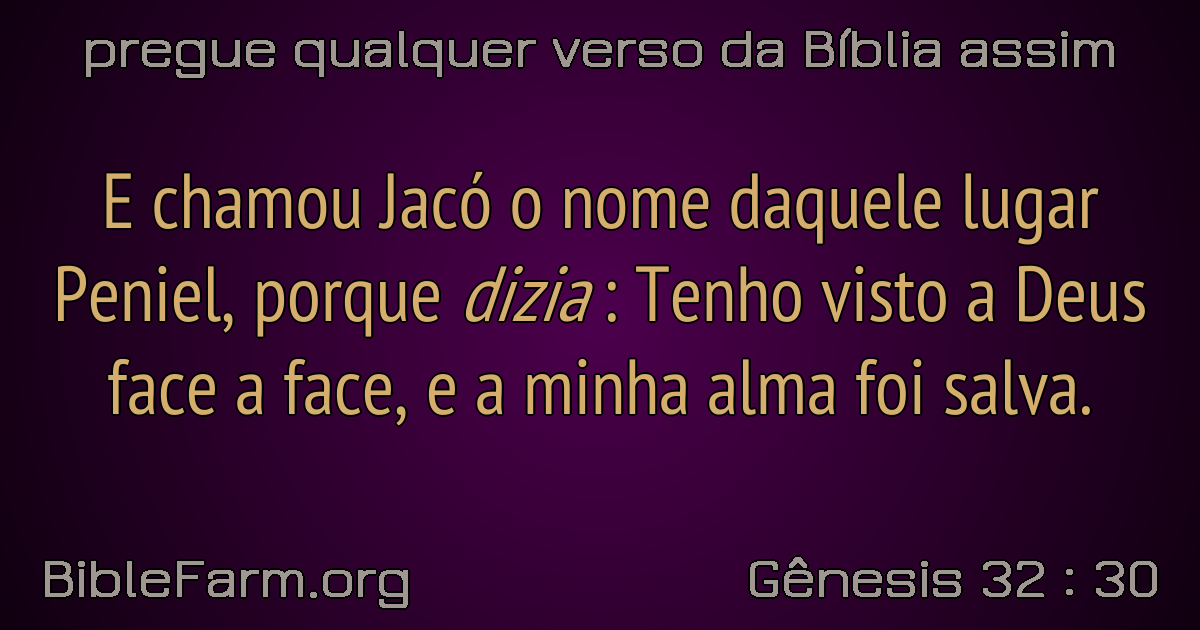 pregue qualquer verso da Bíblia assim
E chamou Jacó o nome daquele lugar
Peniel, porque dizia : Tenho visto a Deus
face a face, e a minha alma foi salva.
BibleFarm.org
Gênesis 32 : 30